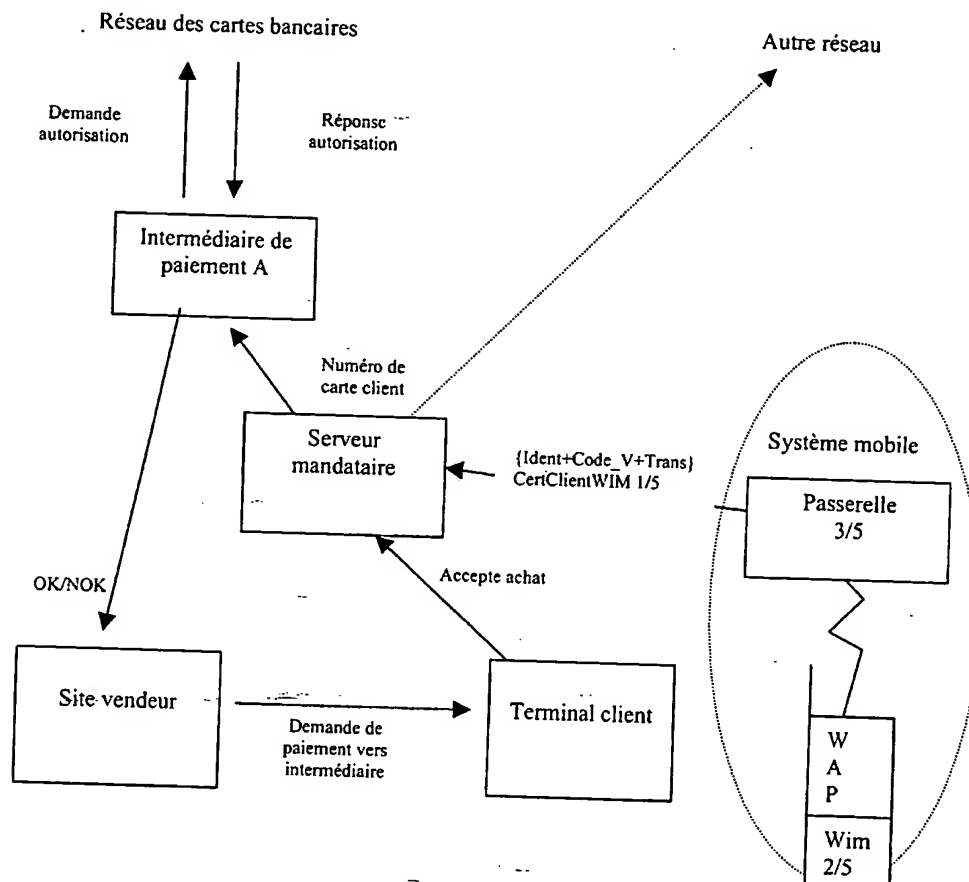 Réseau des cartes bancaires
Autre réseau
Demande
autorisation
Réponse
autorisation
Intermédiaire de
paiement A
Numéro de
carte client
Serveur
mandataire
{Ident+Code_V+Trans}
CertClientWIM 1/5
Système mobile
Passerelle
3/5
Accepte achat
OK/NOK
Site vendeur
Demande de
paiement vers
intermédiaire
Terminal client
W
A
P
Wim
2/5